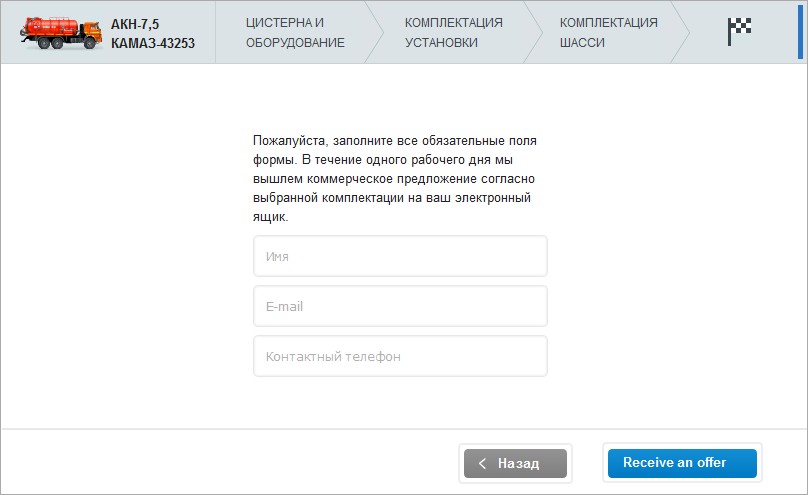 АКН-7,5
КАМАЗ-43253
ЦИСТЕРНА И
ОБОРУДОВАНИЕ
КОМПЛЕКТАЦИЯ
УСТАНОВКИ
КОМПЛЕКТАЦИЯ
ШАССИ
Пожалуйста, заполните все обязательные поля
формы. В течение одного рабочего дня мы
вышлем коммерческое предложение согласно
выбранной комплектации на ваш электронный
ящик.
Имя
E-mail
Контактный телефон
Назад
Receive an offer